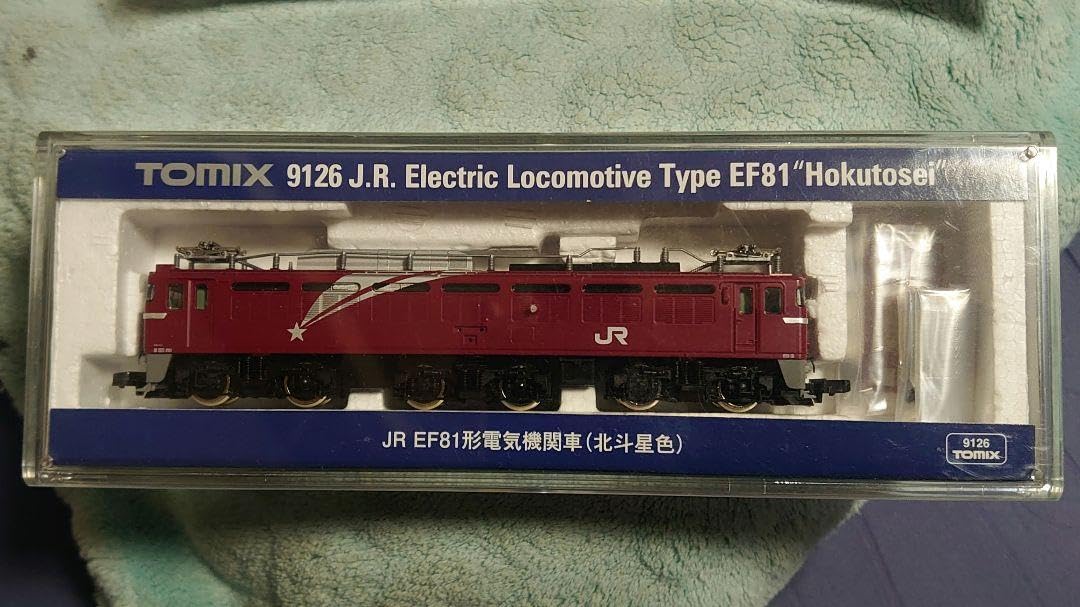 TOMIX 9126 J.R. Electric Locomotive Type EF81 "Hokutosei"
JR
JR EF81形電気機関車(北斗星色)
9126
TOMIX